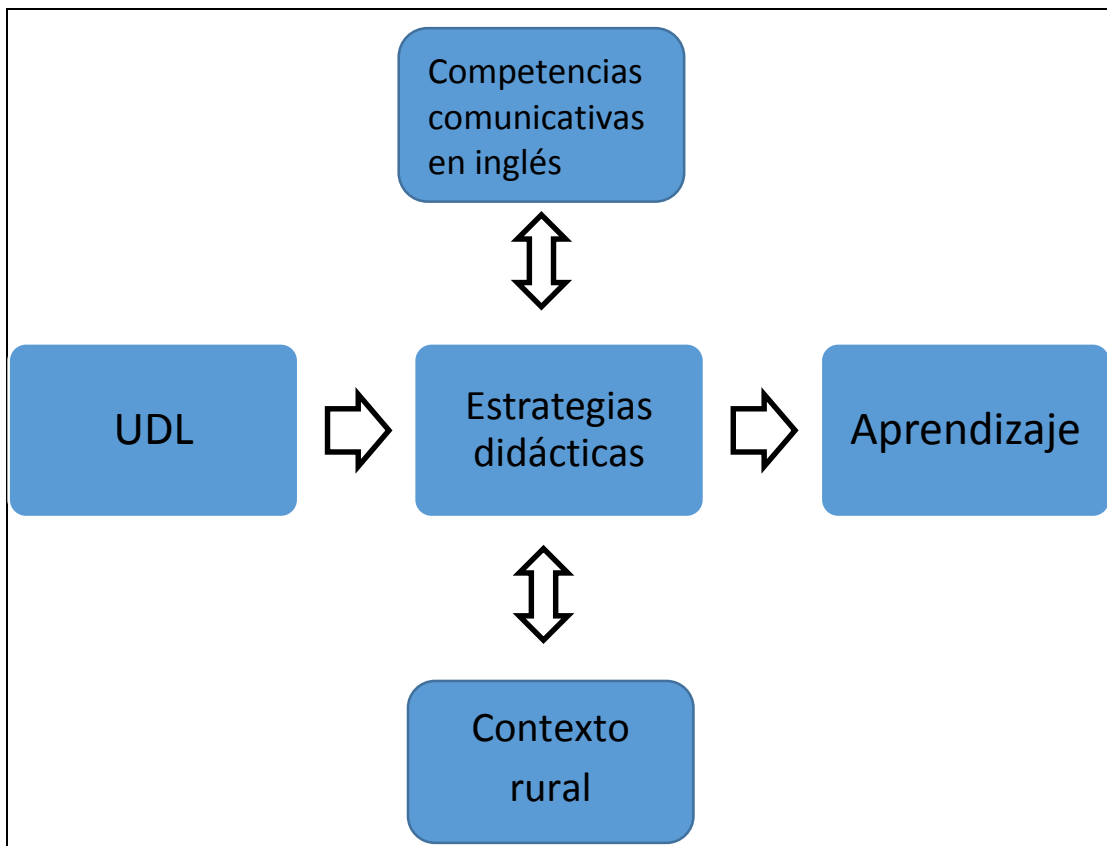 Competencias
comunicativas
en inglés
UDL
Estrategias
didácticas
Aprendizaje
Contexto
rural